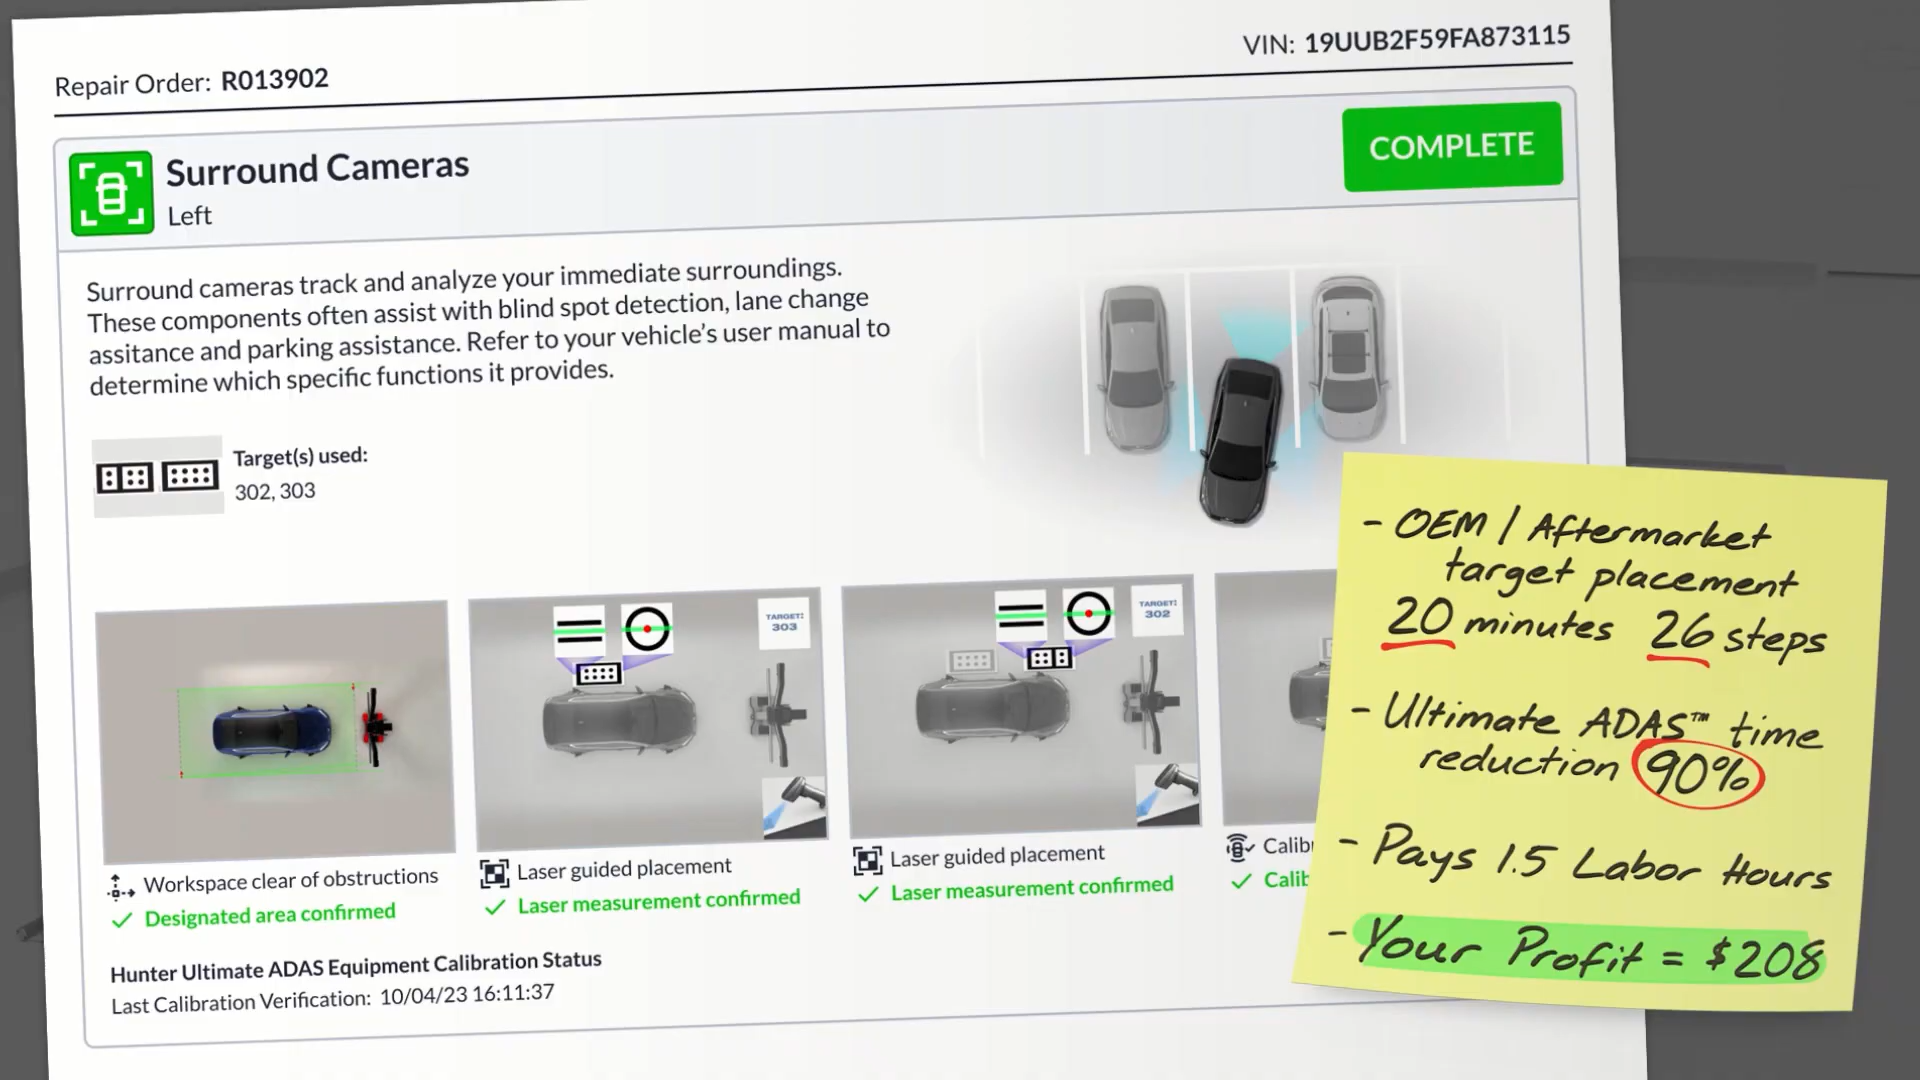 VIN: 19UUB2F59FA873115
Repair Order: R013902
Surround Cameras
Left
COMPLETE
Surround cameras track and analyze your immediate surroundings.
These components often assist with blind spot detection, lane change
assitance and parking assistance. Refer to your vehicle's user manual to
determine which specific functions it provides.
Target(s) used:
302, 303
TARGET:
303
TARGET:
302
Workspace clear of obstructions
Designated area confirmed
Laser guided placement
Laser measurement confirmed
Laser guided placement
Laser measurement confirmed
Hunter Ultimate ADAS Equipment Calibration Status
Last Calibration Verification: 10/04/23 16:11:37
- OEM / Aftermarket
target placement
20 minutes 26 steps
- Ultimate ADAS™ time
reduction 90%
- Pays 1.5 Labor Hours
- Your Profit = $208